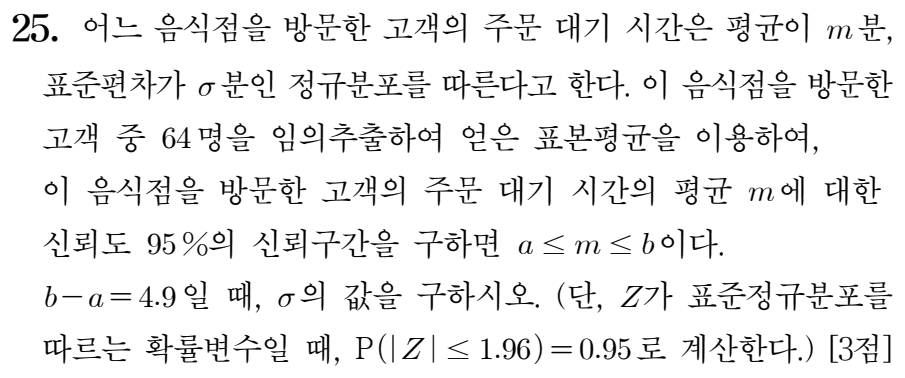 25. 어느 음식점을 방문한 고객의 주문 대기 시간은 평균이 m분,
표준편차가 σ분인 정규분포를 따른다고 한다. 이 음식점을 방문한
고객 중 64명을 임의추출하여 얻은 표본평균을 이용하여,
이 음식점을 방문한 고객의 주문 대기 시간의 평균 m에 대한
신뢰도 95%의 신뢰구간을 구하면 a≤m≤b이다.
b-a=4.9일 때, σ의 값을 구하시오. (단, Z가 표준정규분포를
따르는 확률변수일 때, P(|Z|≤1.96)=0.95로 계산한다.) [3점]